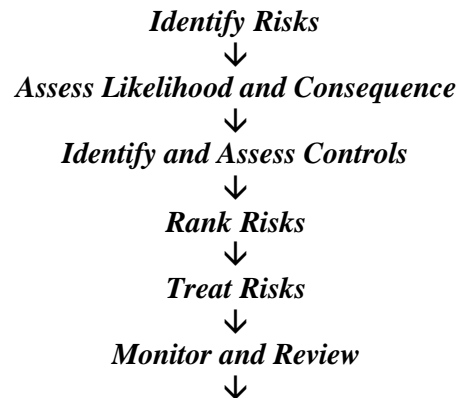 Identify Risks
↓
Assess Likelihood and Consequence
↓
Identify and Assess Controls
↓
Rank Risks
↓
Treat Risks
↓
Monitor and Review
↓